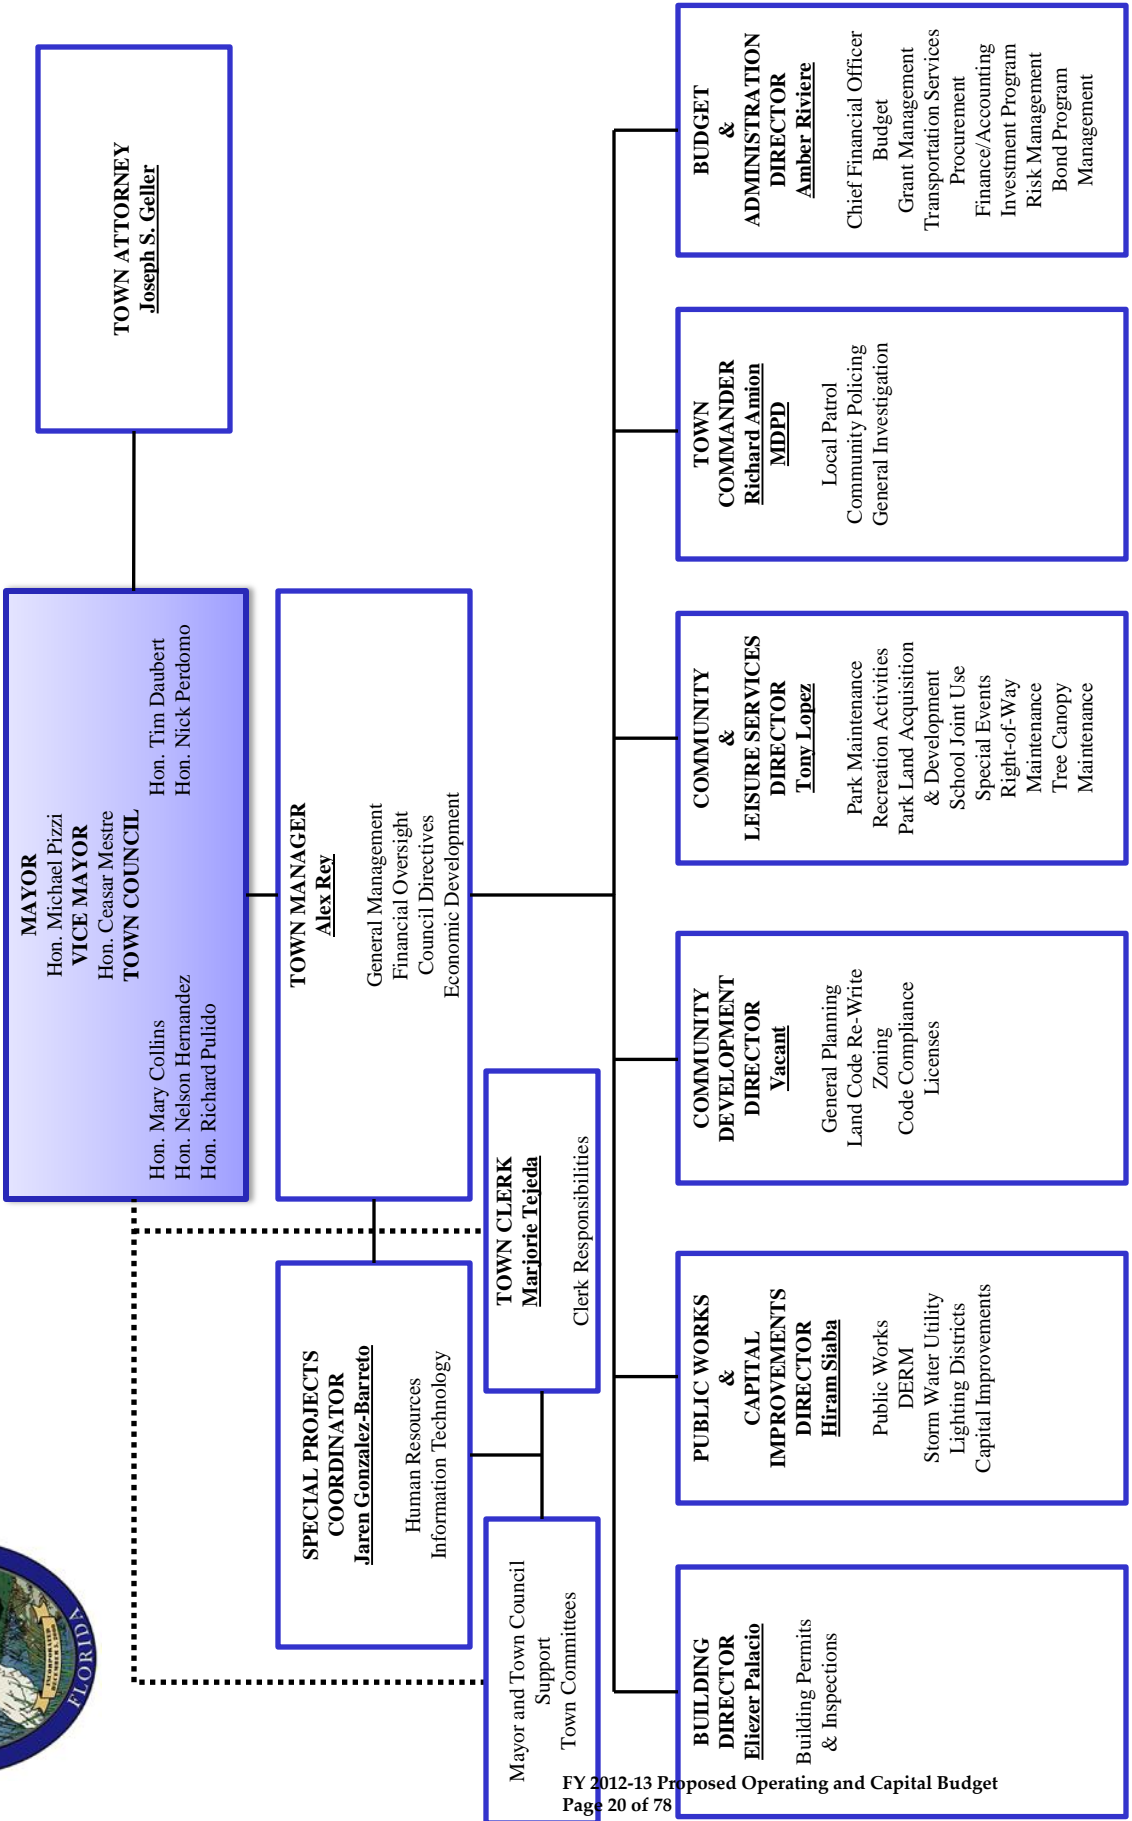 FLORIDA
MAYOR
Hon. Michael Pizzi
VICE MAYOR
Hon. Ceasar Mestre
TOWN COUNCIL
Hon. Mary Collins
Hon. Nelson Hernandez
Hon. Richard Pulido
Hon. Tim Daubert
Hon. Nick Perdomo
TOWN ATTORNEY
Joseph S. Geller
TOWN MANAGER
Alex Rey
General Management
Financial Oversight
Council Directives
Economic Development
SPECIAL PROJECTS
COORDINATOR
Jaren Gonzalez-Barreto
Human Resources
Information Technology
Mayor and Town Council
Support
Town Committees
TOWN CLERK
Marjorie Tejeda
Clerk Responsibilities
BUILDING
DIRECTOR
Eliezer Palacio
Building Permits
& Inspections
PUBLIC WORKS
&
CAPITAL
IMPROVEMENTS
DIRECTOR
Hiram Siaba
Public Works
DERM
Storm Water Utility
Lighting Districts
Capital Improvements
COMMUNITY
DEVELOPMENT
DIRECTOR
Vacant
General Planning
Land Code Re-Write
Zoning
Code Compliance
Licenses
COMMUNITY
&
LEISURE SERVICES
DIRECTOR
Tony Lopez
Park Maintenance
Recreation Activities
Park Land Acquisition
& Development
School Joint Use
Special Events
Right-of-Way
Maintenance
Tree Canopy
Maintenance
TOWN
COMMANDER
Richard Amion
MDPD
Local Patrol
Community Policing
General Investigation
BUDGET
&
ADMINISTRATION
DIRECTOR
Amber Riviere
Chief Financial Officer
Budget
Grant Management
Transportation Services
Procurement
Finance/Accounting
Investment Program
Risk Management
Bond Program
Management
FY 2012-13 Proposed Operating and Capital Budget
Page 20 of 78